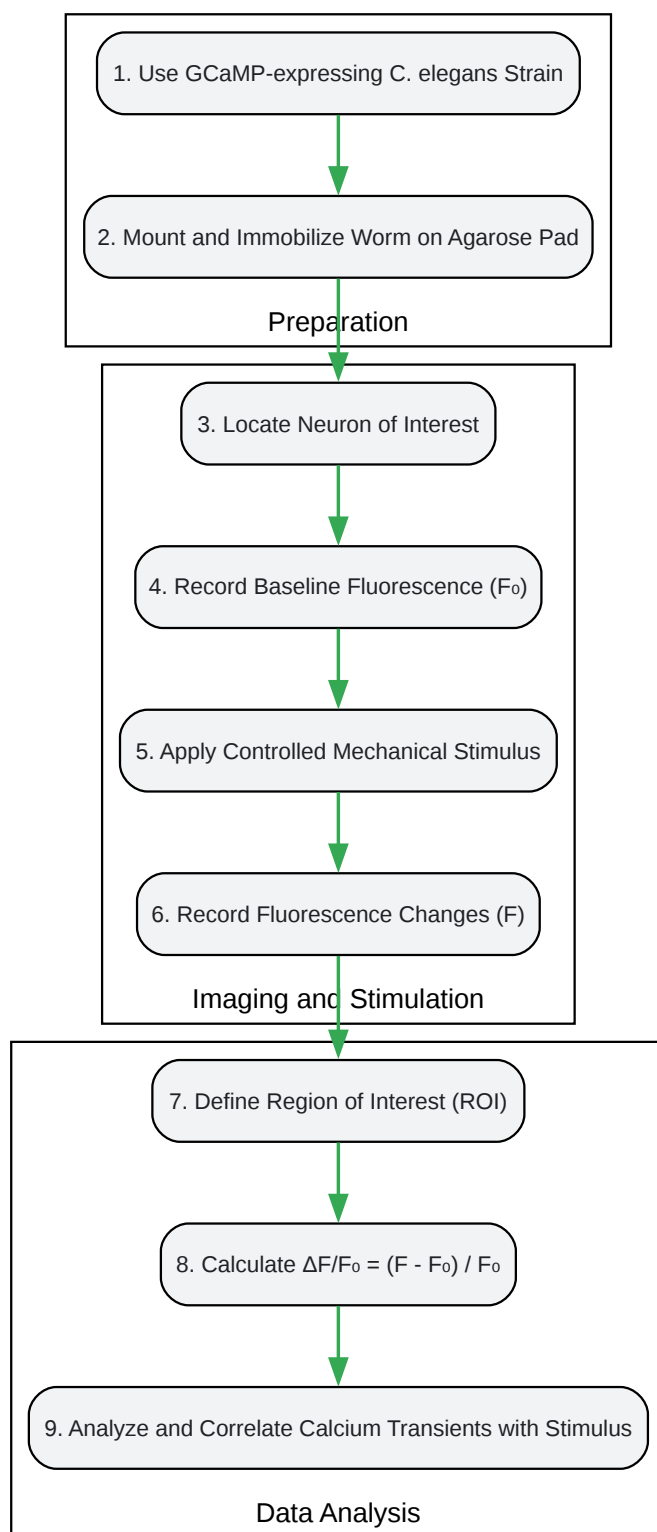 1. Use GCaMP-expressing C. elegans Strain
2. Mount and Immobilize Worm on Agarose Pad
Preparation
3. Locate Neuron of Interest
4. Record Baseline Fluorescence (F₀)
5. Apply Controlled Mechanical Stimulus
6. Record Fluorescence Changes (F)
Imaging and Stimulation
7. Define Region of Interest (ROI)
8. Calculate ΔF/F₀ = (F - F₀) / F₀
9. Analyze and Correlate Calcium Transients with Stimulus
Data Analysis